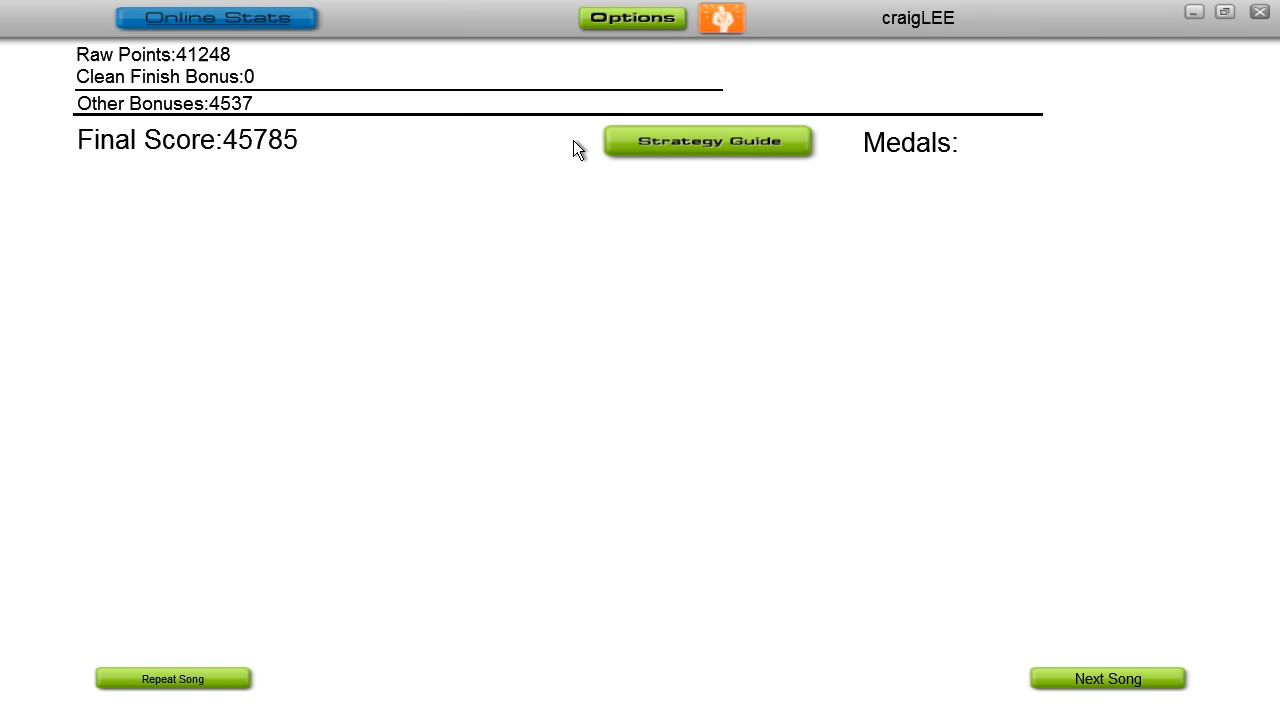 Online Stats
Options
craigLEE
Raw Points:41248
Clean Finish Bonus:0
Other Bonuses:4537
Final Score:45785
Strategy Guide
Medals:
Repeat Song
Next Song